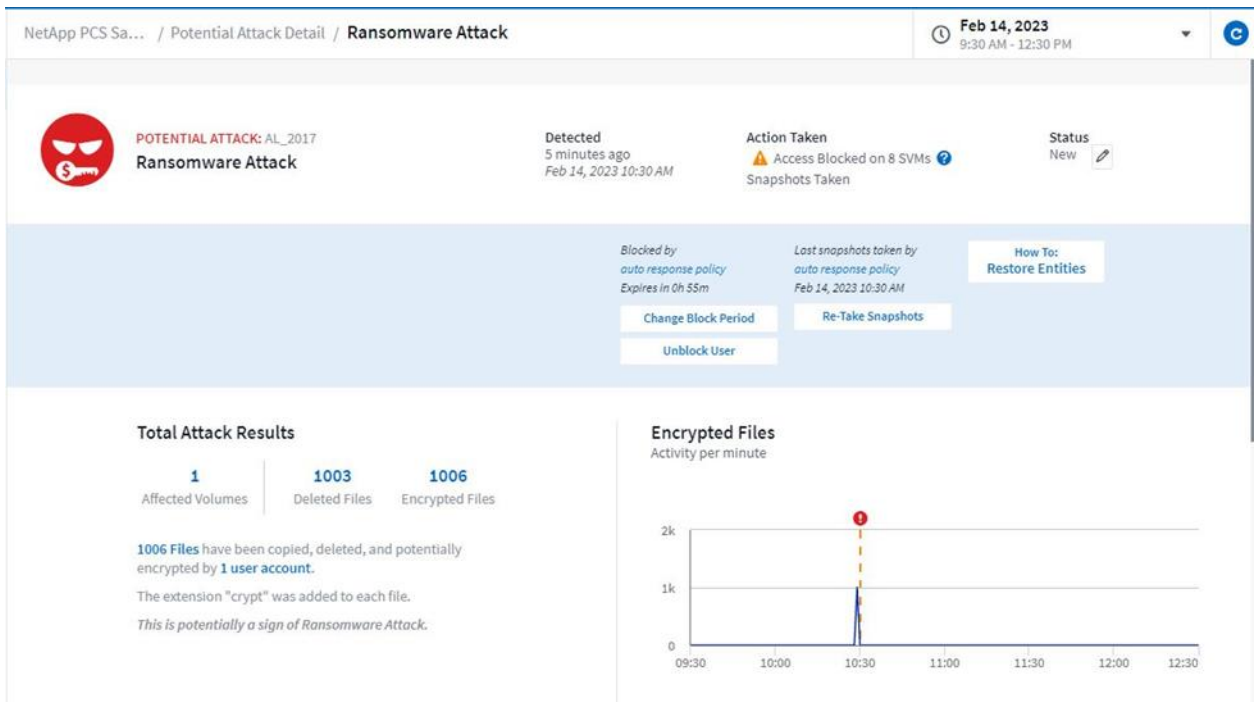 NetApp PCS Sa... / Potential Attack Detail / Ransomware Attack
Feb 14, 2023
9:30 AM - 12:30 PM
C
POTENTIAL ATTACK: AL_2017
Ransomware Attack
Detected
5 minutes ago
Feb 14, 2023 10:30 AM
Action Taken
Access Blocked on 8 SVMs ?
Snapshots Taken
Status
New
$
Blocked by
auto response policy
Expires in 0h 55m
Change Block Period
Unblock User
Last snapshots taken by
auto response policy
Feb 14, 2023 10:30 AM
Re-Take Snapshots
How To:
Restore Entities
Total Attack Results
1
Affected Volumes
1003
Deleted Files
1006
Encrypted Files
1006 Files have been copied, deleted, and potentially
encrypted by 1 user account.
The extension "crypt" was added to each file.
This is potentially a sign of Ransomware Attack.
Encrypted Files
Activity per minute
2k
1k
0
09:30 10:00 10:30 11:00 11:30 12:00 12:30